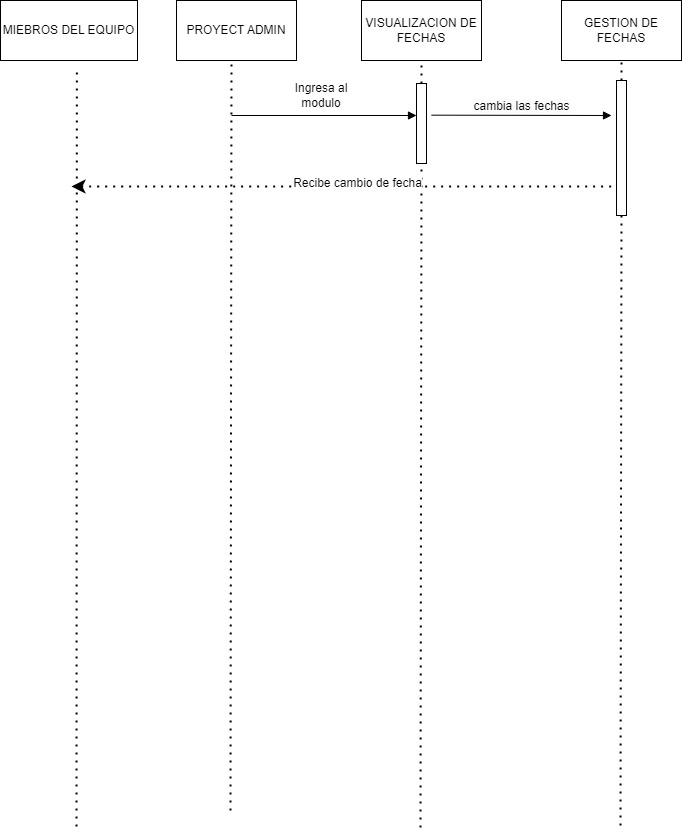 MIEBROS DEL EQUIPO
PROYECT ADMIN
VISUALIZACION DE
FECHAS
GESTION DE
FECHAS
Ingresa al
modulo
cambia las fechas
Recibe cambio de fecha